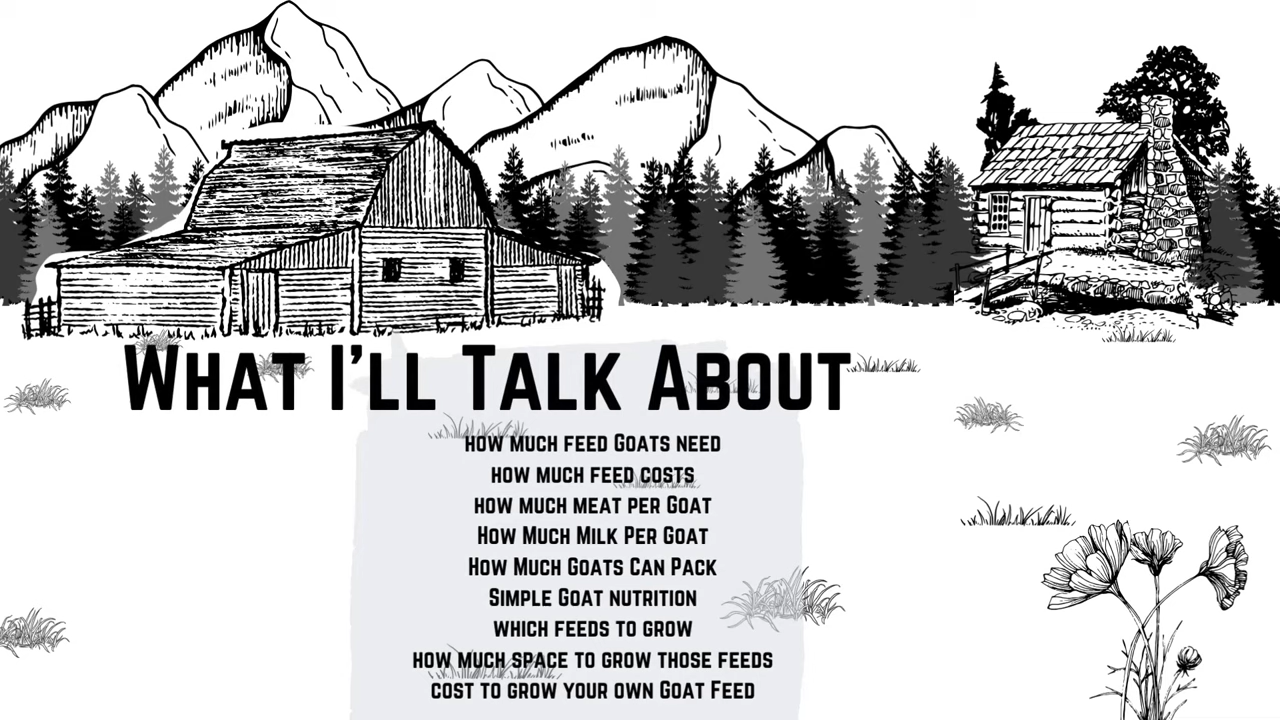 What I'll Talk About
how much feed Goats need
how much feed costs
how much meat per Goat
How Much Milk Per Goat
How Much Goats Can Pack
Simple Goat nutrition
which feeds to grow
how much space to grow those feeds
cost to grow your own Goat Feed